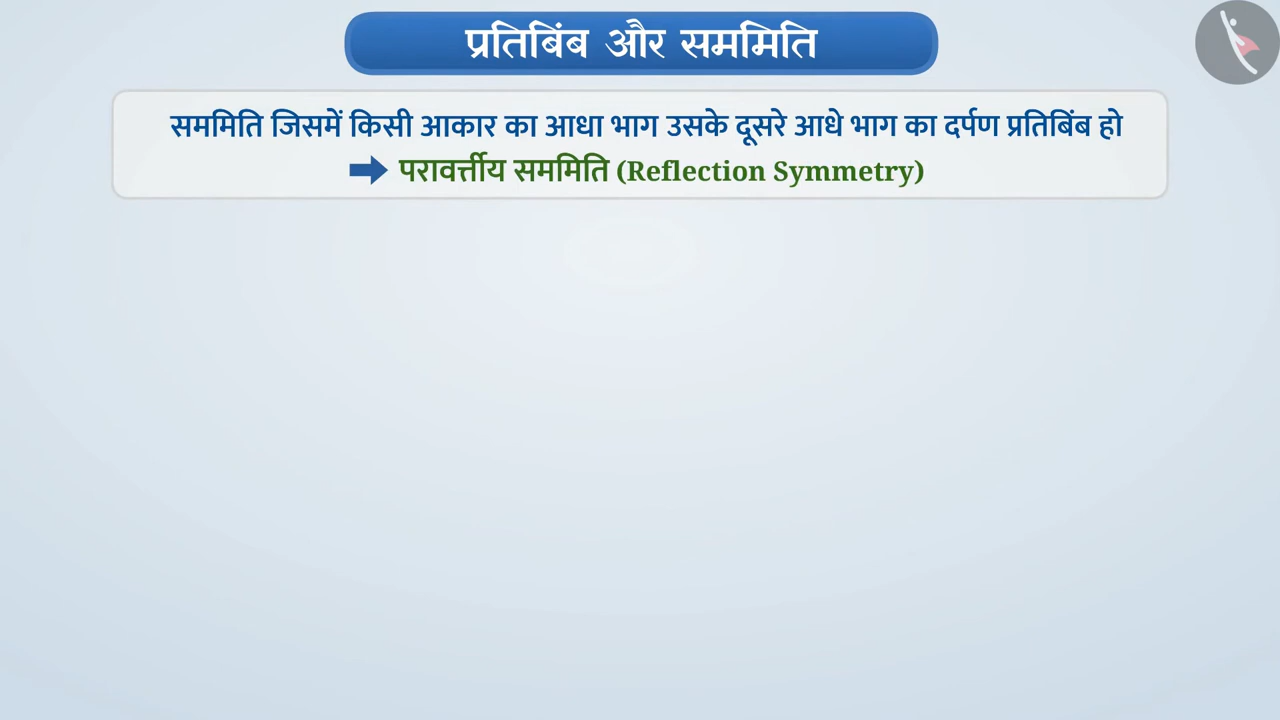 प्रतिबिंब और सममिति
सममिति जिसमें किसी आकार का आधा भाग उसके दूसरे आधे भाग का दर्पण प्रतिबिंब हो
परावर्त्तीय सममिति (Reflection Symmetry)